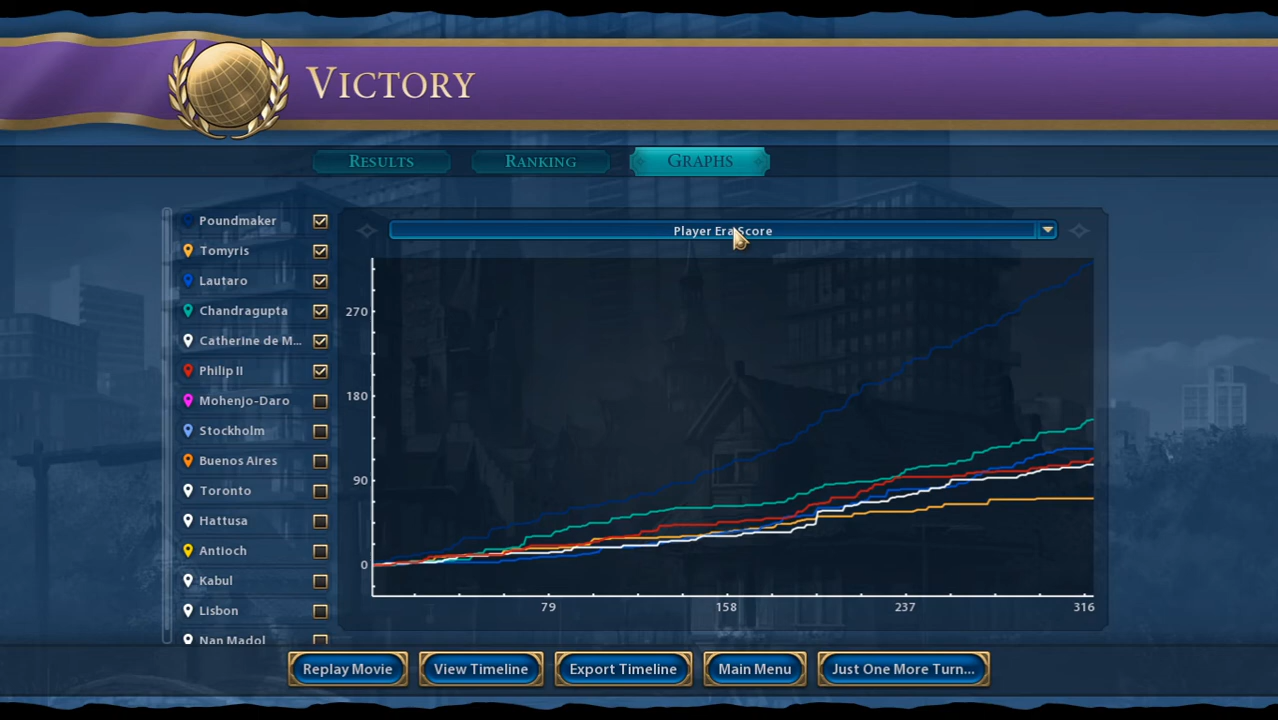 VICTORY
RESULTS
RANKING
GRAPHS
Poundmaker
Tomyris
Lautaro
Chandragupta
Catherine de M...
Philip II
Mohenjo-Daro
Stockholm
Buenos Aires
Toronto
Hattusa
Antioch
Kabul
Lisbon
Nan Madol
Player Era Score
270
180
90
0
79
158
237
316
Replay Movie
View Timeline
Export Timeline
Main Menu
Just One More Turn...